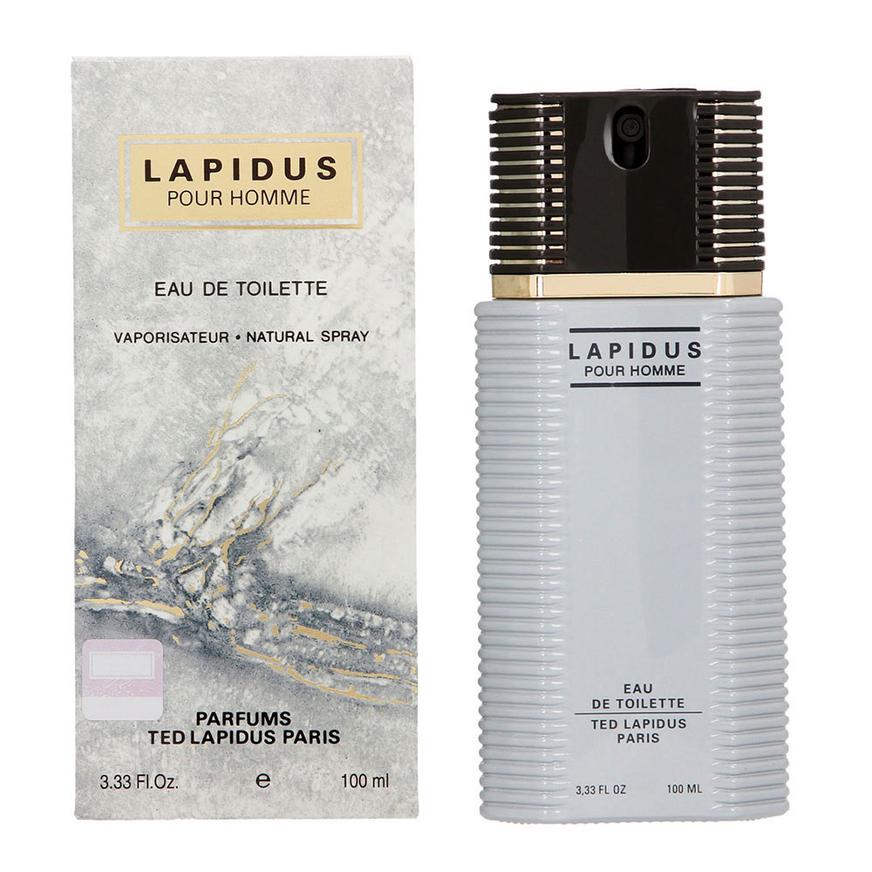 LAPIDUS
POUR HOMME
EAU DE TOILETTE
VAPORISATEUR • NATURAL SPRAY
PARFUMS
TED LAPIDUS PARIS
3.33 Fl.Oz. ℮ 100 ml
LAPIDUS
POUR HOMME
EAU
DE TOILETTE
TED LAPIDUS
PARIS
3,33 FL OZ 100 ML